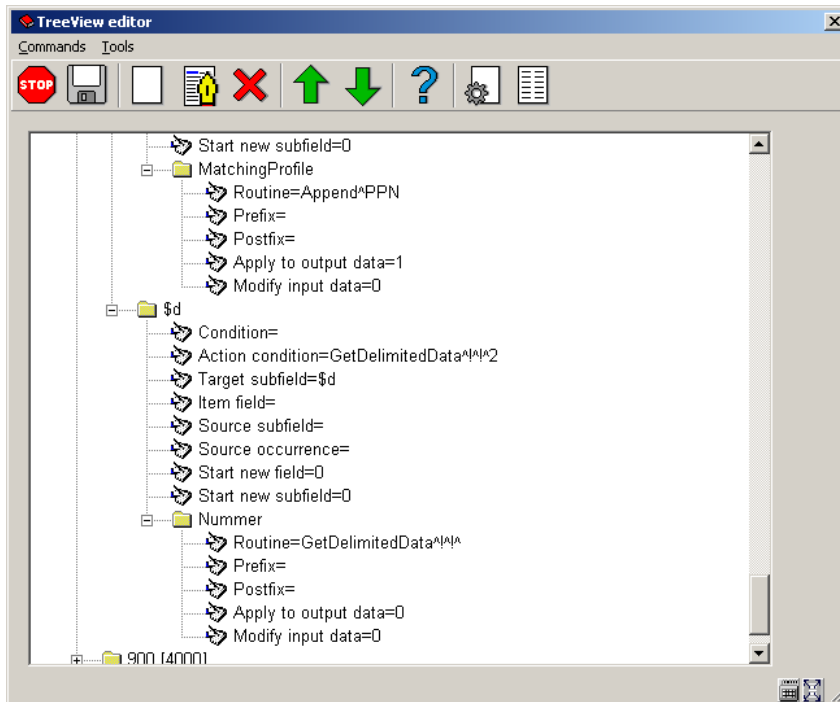 TreeView editor
Commands Tools
STOP
Start new subfield=0
MatchingProfile
Routine=Append^PPN
Prefix=
Postfix=
Apply to output data=1
Modify input data=0
$d
Condition=
Action condition=GetDelimitedData^!^!^2
Target subfield=$d
Item field=
Source subfield=
Source occurrence=
Start new field=0
Start new subfield=0
Nummer
Routine=GetDelimitedData^!^!^
Prefix=
Postfix=
Apply to output data=0
Modify input data=0
900 [4000]